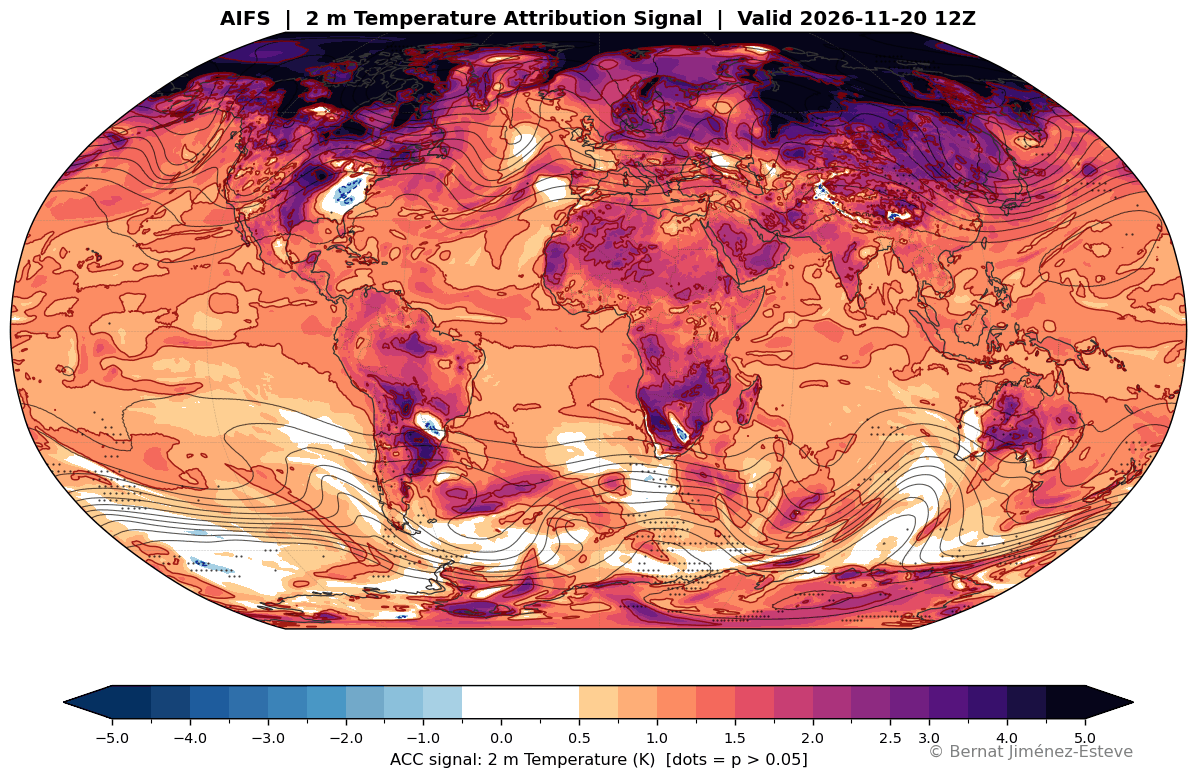 AIFS | 2 m Temperature Attribution Signal | Valid 2026-11-20 12Z
−5.0 −4.0 −3.0 −2.0 −1.0 0.0 0.5 1.0 1.5 2.0 2.5 3.0 4.0 5.0
© Bernat Jiménez-Esteve
ACC signal: 2 m Temperature (K) [dots = p > 0.05]